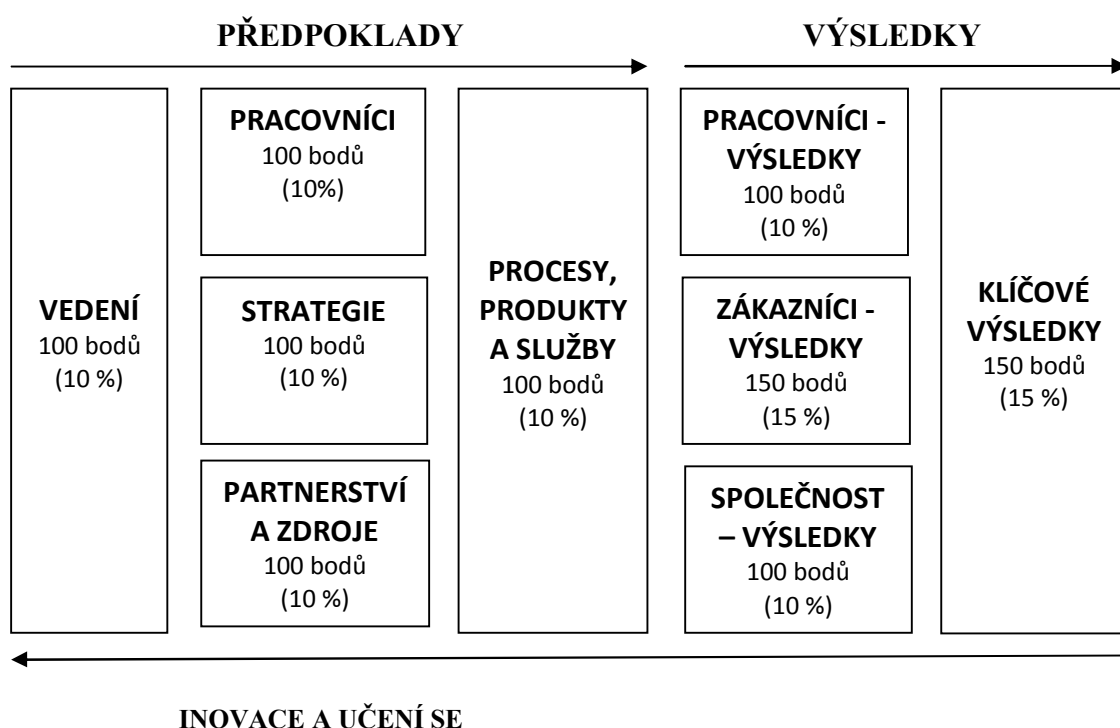 PŘEDPOKLADY
VÝSLEDKY
VEDENÍ
100 bodů
(10 %)
PRACOVNÍCI
100 bodů
(10%)
STRATEGIE
100 bodů
(10 %)
PARTNERSTVÍ
A ZDROJE
100 bodů
(10 %)
PROCESY,
PRODUKTY
A SLUŽBY
100 bodů
(10 %)
PRACOVNÍCI -
VÝSLEDKY
100 bodů
(10 %)
ZÁKAZNÍCI -
VÝSLEDKY
150 bodů
(15 %)
SPOLEČNOST
– VÝSLEDKY
100 bodů
(10 %)
KLÍČOVÉ
VÝSLEDKY
150 bodů
(15 %)
INOVACE A UČENÍ SE